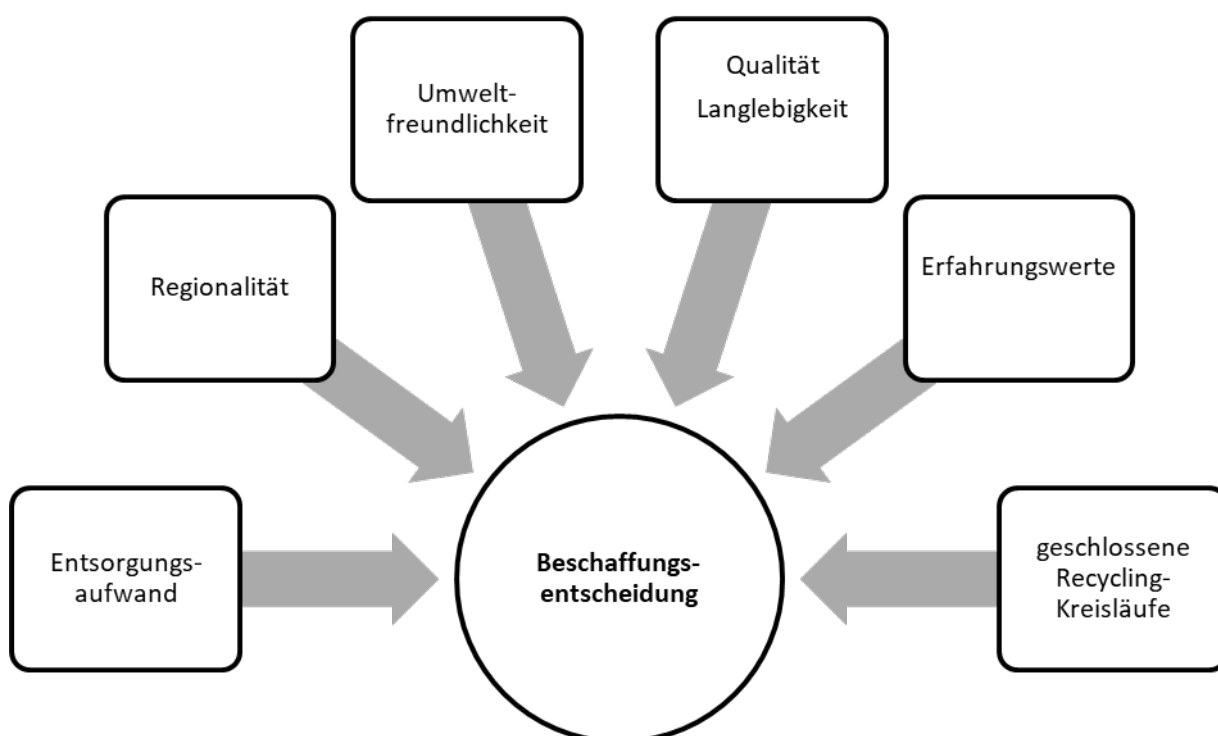 Umwelt-
freundlichkeit
Qualität
Langlebigkeit
Regionalität
Erfahrungswerte
Entsorgungs-
aufwand
Beschaffungs-
entscheidung
geschlossene
Recycling-
Kreisläufe